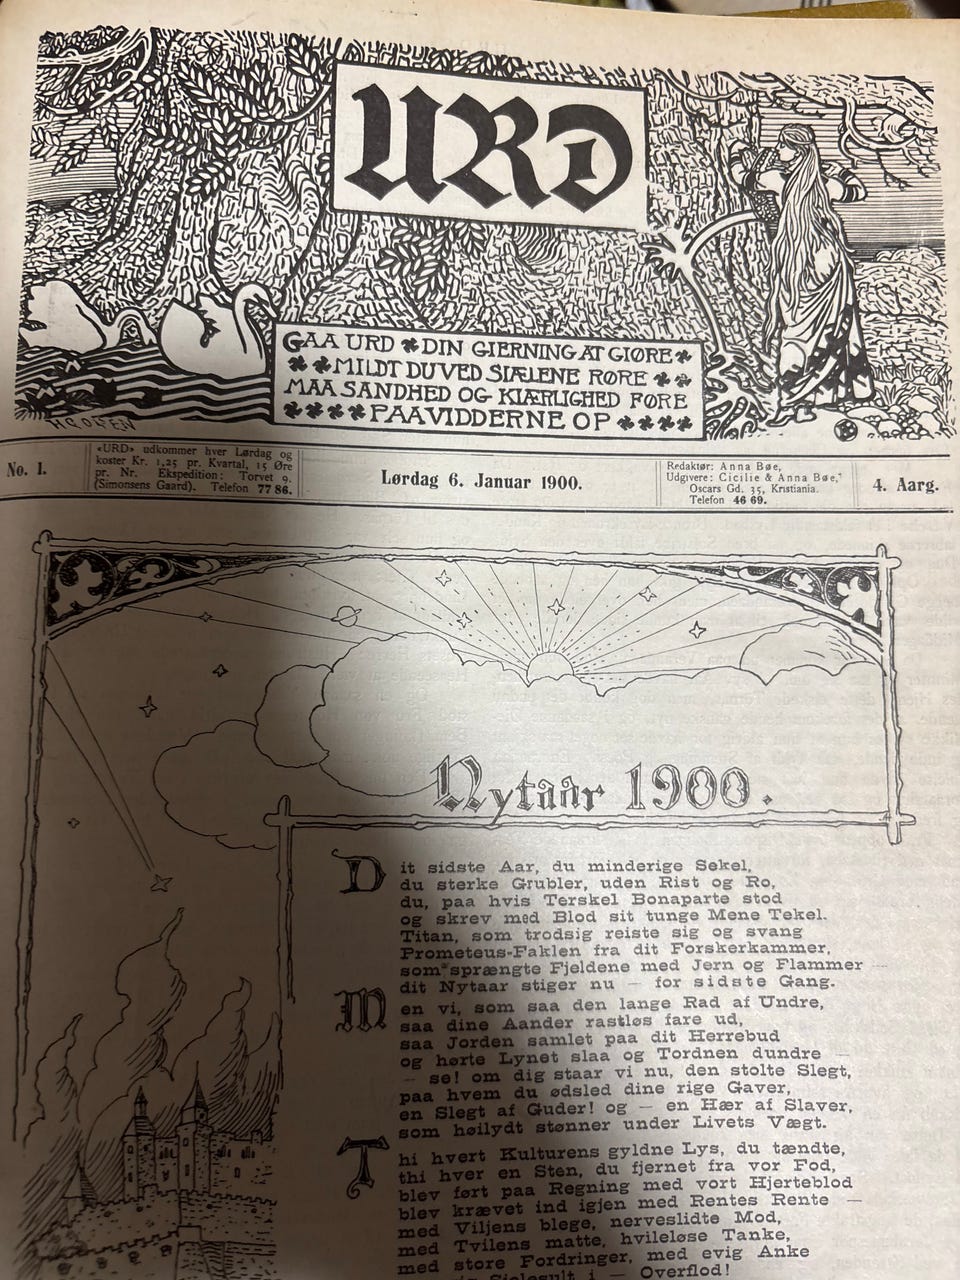 URD
GAA URD DIN GJERNING AT GJØRE
MILDT DU VED SJÆLENE RØRE
MAA SANDHED OG KJÆRLIGHED FØRE
PAA VIDDERNE OP
No. 1.
«URD» udkommer hver Lørdag og
koster Kr. 1,25 pr. Kvartal, 15 Øre
pr. Nr. Ekspedition: Torvet 9.
(Simonsens Gaard). Telefon 77 86.
Lørdag 6. Januar 1900.
Redaktør: Anna Bøe,
Udgivere: Cicilie & Anna Bøe,
Oscars Gd. 35, Kristiania.
Telefon 46 69.
4. Aarg.
Nytaar 1900.
Dit sidste Aar, du minderige Sekel,
du sterke Grubler, uden Rist og Ro,
du, paa hvis Terskel Bonaparte stod
og skrev med Blod sit tunge Mene Tekel.
Titan, som trodsig reiste sig og svang
Prometeus-Faklen fra dit Forskerkammer,
som sprængte Fjeldene med Jern og Flammer —
dit Nytaar stiger nu — for sidste Gang.
Men vi, som saa den lange Rad af Undre,
saa dine Aander rastløs fare ud,
saa Jorden samlet paa dit Herrebud
og hørte Lynet slaa og Tordnen dundre —
— se! om dig staar vi nu, den stolte Slegt,
paa hvem du ødsled dine rige Gaver,
en Slegt af Guder! og — en Hær af Slaver,
som høilydt stønner under Livets Vægt.
Thi hvert Kulturens gyldne Lys, du tændte,
thi hver en Sten, du fjernet fra vor Fod,
blev ført paa Regning med vort Hjerteblod
blev krævet ind igjen med Rentes Rente —
med Viljens blege, nerveslidte Mod,
med Tvilens matte, hvileløse Tanke,
med store Fordringer, med evig Anke
Sjelesult i — Overflod!